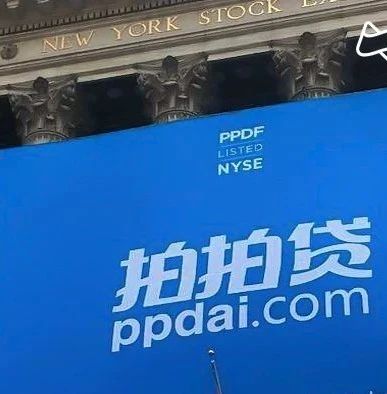 NEW YORK STOCK
PPDF
LISTED
NYSE
拍拍贷
ppdai.com